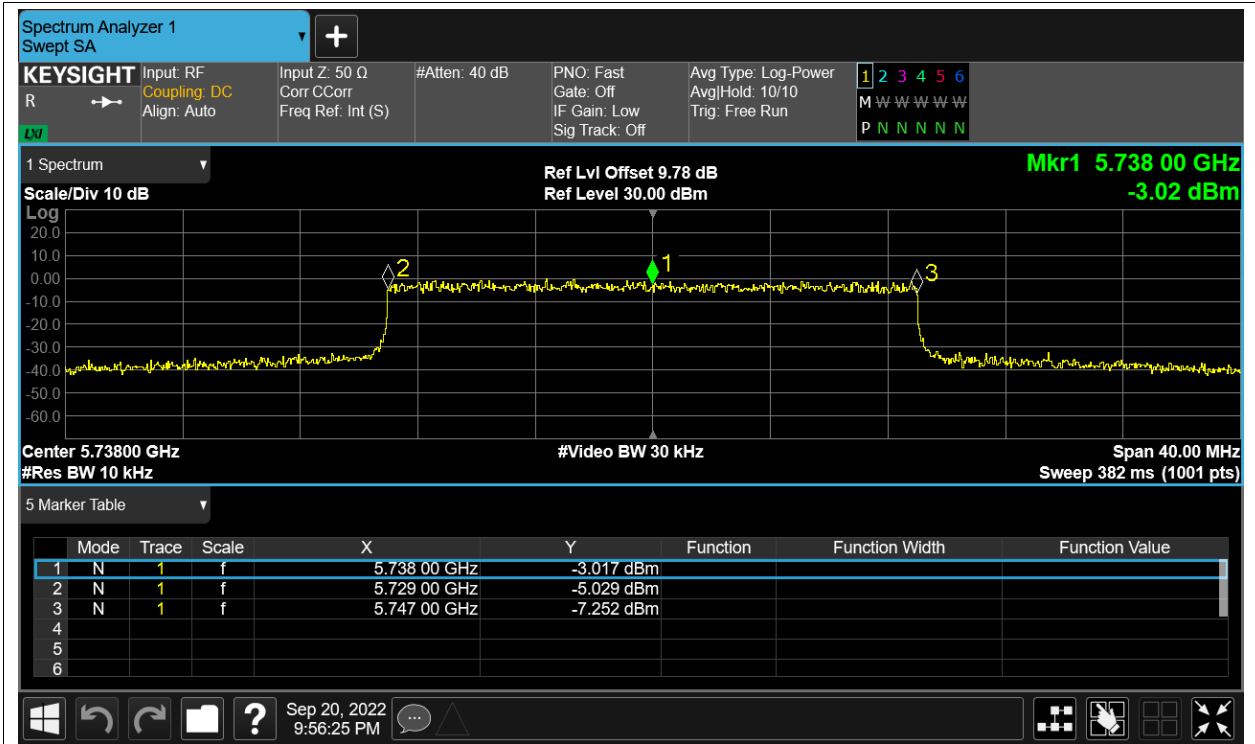 Spectrum Analyzer 1
Swept SA
+
KEYSIGHT
R
LXI
Input: RF
Coupling: DC
Align: Auto
Input Z: 50 Ω
Corr CCorr
Freq Ref: Int (S)
#Atten: 40 dB
PNO: Fast
Gate: Off
IF Gain: Low
Sig Track: Off
Avg Type: Log-Power
Avg|Hold: 10/10
Trig: Free Run
1 2 3 4 5 6
M W W W W W
P N N N N N
1 Spectrum
Scale/Div 10 dB
Ref Lvl Offset 9.78 dB
Ref Level 30.00 dBm
Mkr1 5.738 00 GHz
-3.02 dBm
Log
20.0
10.0
0.00
-10.0
-20.0
-30.0
-40.0
-50.0
-60.0
2
1
3
Center 5.73800 GHz
#Res BW 10 kHz
#Video BW 30 kHz
Span 40.00 MHz
Sweep 382 ms (1001 pts)
5 Marker Table
Mode Trace Scale X Y Function Function Width Function Value
1 N 1 f 5.738 00 GHz -3.017 dBm
2 N 1 f 5.729 00 GHz -5.029 dBm
3 N 1 f 5.747 00 GHz -7.252 dBm
4
5
6
?
Sep 20, 2022
9:56:25 PM